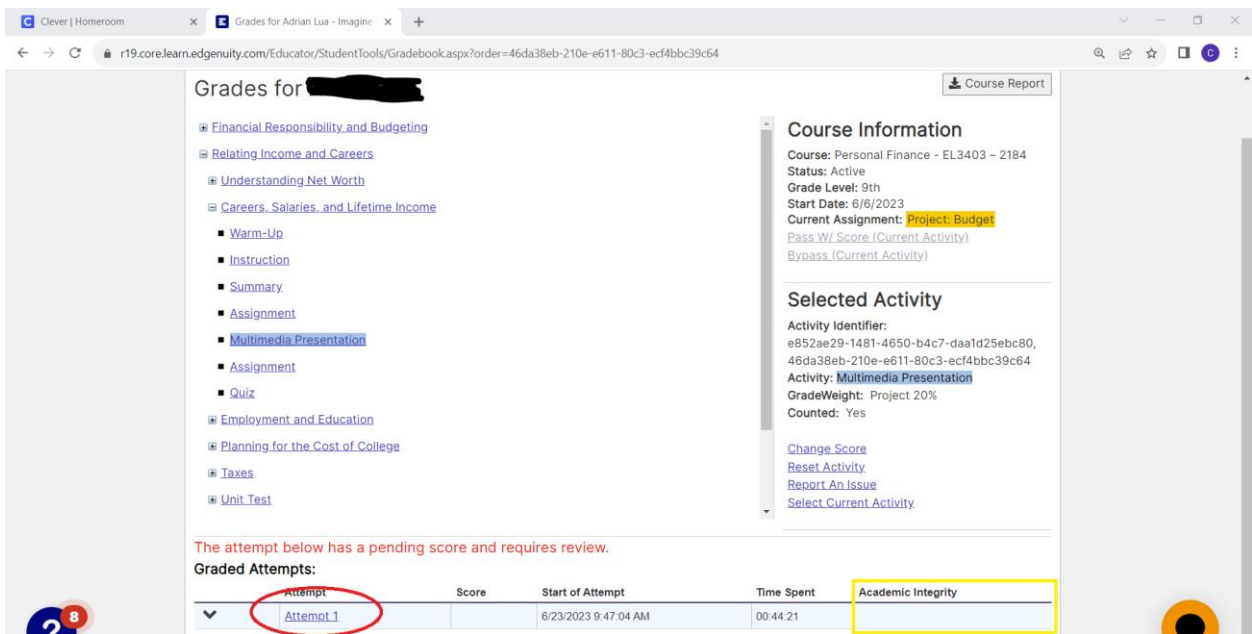 Clever | Homeroom
Grades for Adrian Lua - Imagine
r19.core.learn.edgenuity.com/Educator/StudentTools/Gradebook.aspx?order=46da38eb-210e-e611-80c3-ecf4bbc39c64
C
Grades for
Course Report
Financial Responsibility and Budgeting
Relating Income and Careers
Understanding Net Worth
Careers, Salaries, and Lifetime Income
Warm-Up
Instruction
Summary
Assignment
Multimedia Presentation
Assignment
Quiz
Employment and Education
Planning for the Cost of College
Taxes
Unit Test
Course Information
Course: Personal Finance - EL3403 – 2184
Status: Active
Grade Level: 9th
Start Date: 6/6/2023
Current Assignment: Project: Budget
Pass W/ Score (Current Activity)
Bypass (Current Activity)
Selected Activity
Activity Identifier:
e852ae29-1481-4650-b4c7-daa1d25ebc80,
46da38eb-210e-e611-80c3-ecf4bbc39c64
Activity: Multimedia Presentation
GradeWeight: Project 20%
Counted: Yes
Change Score
Reset Activity
Report An Issue
Select Current Activity
The attempt below has a pending score and requires review.
Graded Attempts:
Attempt Score Start of Attempt Time Spent Academic Integrity
Attempt 1 6/23/2023 9:47:04 AM 00:44:21
8